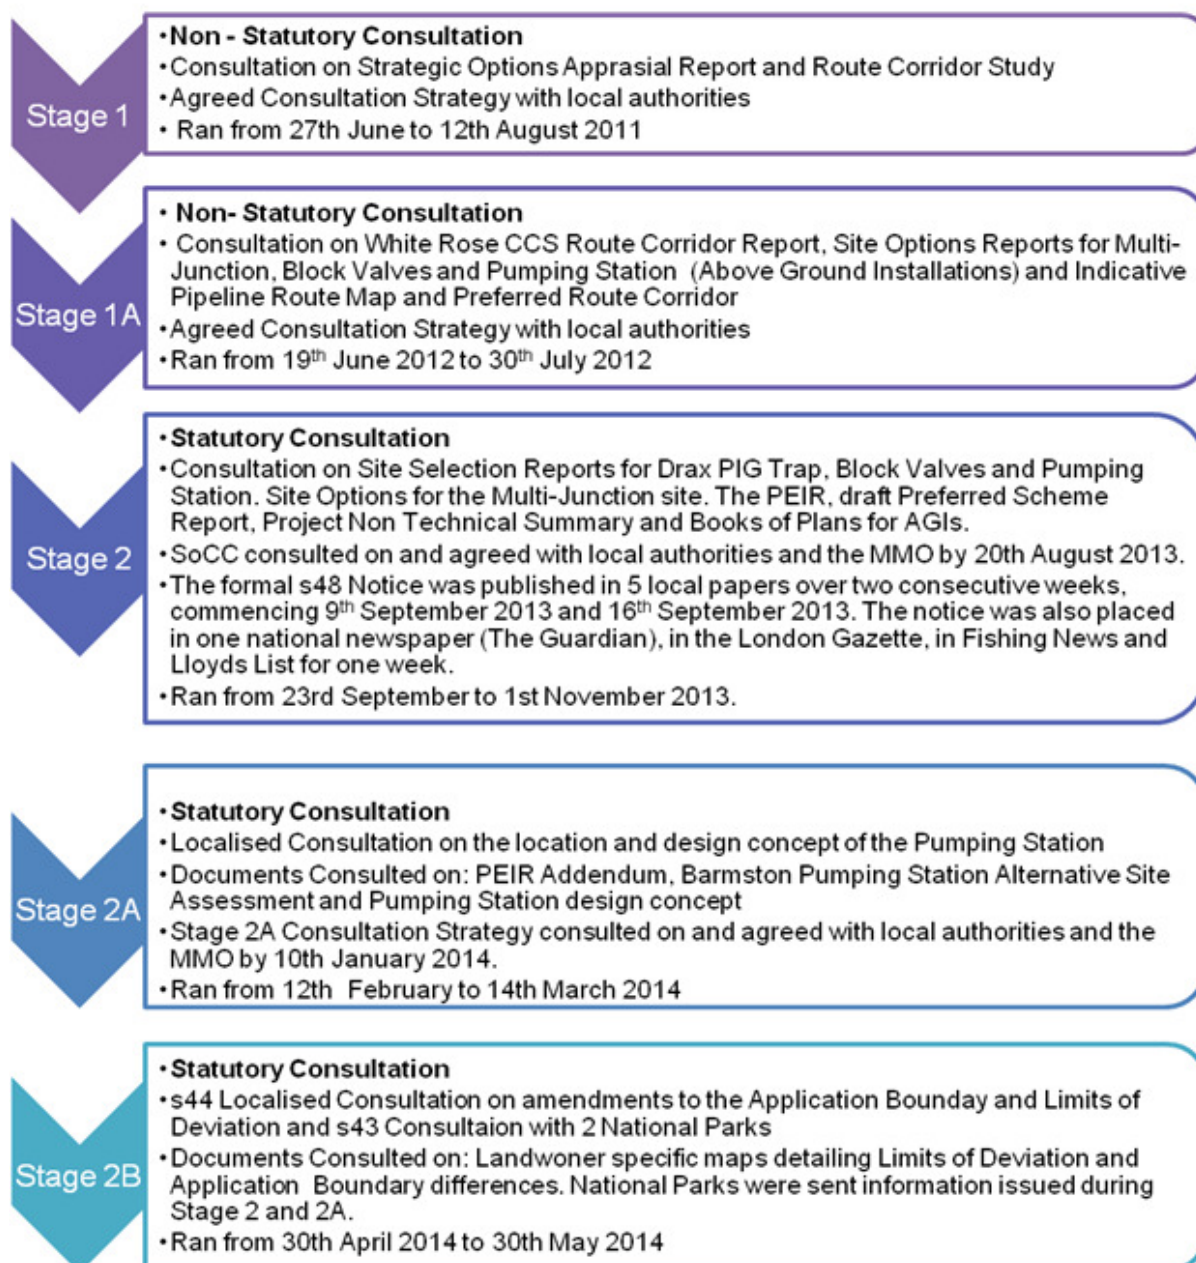 Stage 1
•Non - Statutory Consultation
•Consultation on Strategic Options Apprasial Report and Route Corridor Study
•Agreed Consultation Strategy with local authorities
• Ran from 27th June to 12th August 2011
Stage 1A
• Non- Statutory Consultation
• Consultation on White Rose CCS Route Corridor Report, Site Options Reports for Multi-
Junction, Block Valves and Pumping Station (Above Ground Installations) and Indicative
Pipeline Route Map and Preferred Route Corridor
•Agreed Consultation Strategy with local authorities
•Ran from 19th June 2012 to 30th July 2012
Stage 2
•Statutory Consultation
•Consultation on Site Selection Reports for Drax PIG Trap, Block Valves and Pumping
Station. Site Options for the Multi-Junction site. The PEIR, draft Preferred Scheme
Report, Project Non Technical Summary and Books of Plans for AGIs.
•SoCC consulted on and agreed with local authorities and the MMO by 20th August 2013.
•The formal s48 Notice was published in 5 local papers over two consecutive weeks,
commencing 9th September 2013 and 16th September 2013. The notice was also placed
in one national newspaper (The Guardian), in the London Gazette, in Fishing News and
Lloyds List for one week.
•Ran from 23rd September to 1st November 2013.
Stage 2A
•Statutory Consultation
•Localised Consultation on the location and design concept of the Pumping Station
•Documents Consulted on: PEIR Addendum, Barmston Pumping Station Alternative Site
Assessment and Pumping Station design concept
•Stage 2A Consultation Strategy consulted on and agreed with local authorities and the
MMO by 10th January 2014.
•Ran from 12th February to 14th March 2014
Stage 2B
•Statutory Consultation
•s44 Localised Consultation on amendments to the Application Bounday and Limits of
Deviation and s43 Consultaion with 2 National Parks
•Documents Consulted on: Landwoner specific maps detailing Limits of Deviation and
Application Boundary differences. National Parks were sent information issued during
Stage 2 and 2A.
•Ran from 30th April 2014 to 30th May 2014